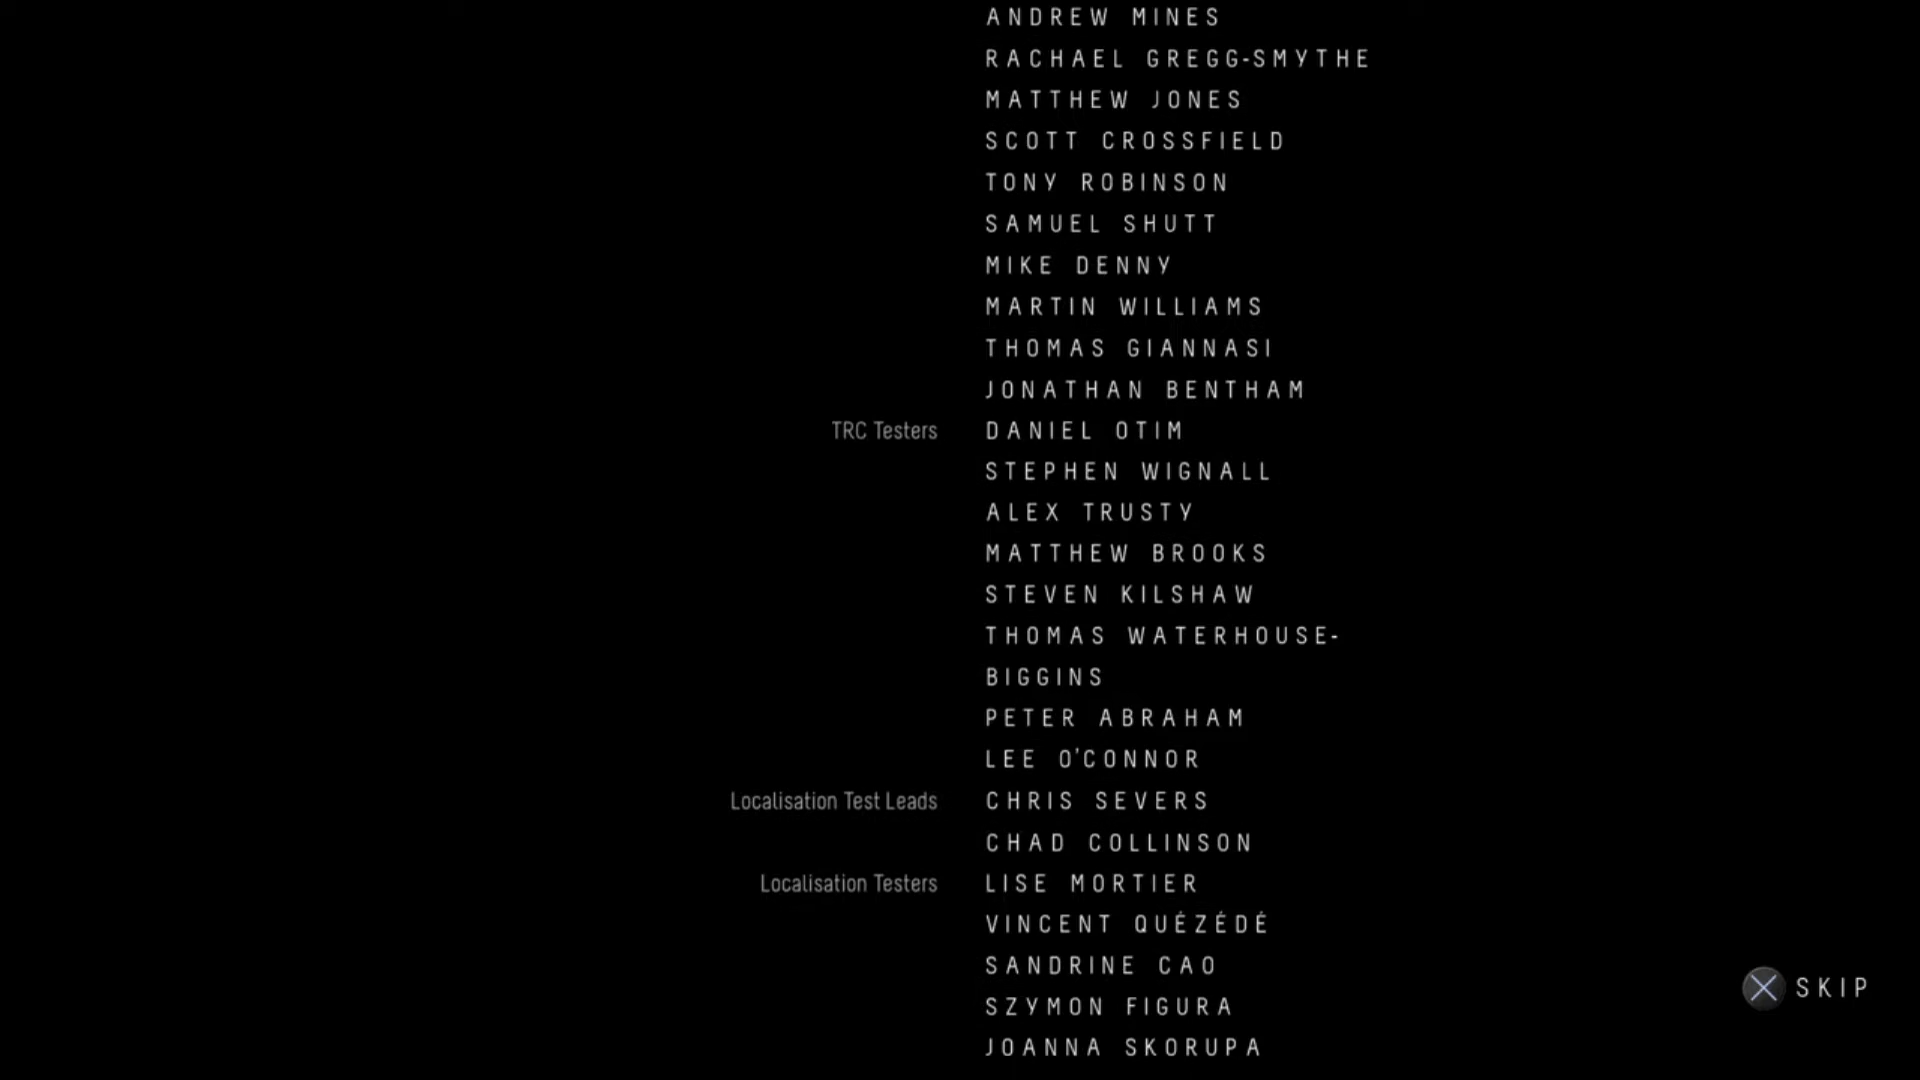 ANDREW MINES
RACHAEL GREGG-SMYTHE
MATTHEW JONES
SCOTT CROSSFIELD
TONY ROBINSON
SAMUEL SHUTT
MIKE DENNY
MARTIN WILLIAMS
THOMAS GIANNASI
JONATHAN BENTHAM
TRC Testers DANIEL OTIM
STEPHEN WIGNALL
ALEX TRUSTY
MATTHEW BROOKS
STEVEN KILSHAW
THOMAS WATERHOUSE-
BIGGINS
PETER ABRAHAM
LEE O'CONNOR
Localisation Test Leads CHRIS SEVERS
CHAD COLLINSON
Localisation Testers LISE MORTIER
VINCENT QUÉZÉDÉ
SANDRINE CAO
SZYMON FIGURA
JOANNA SKORUPA
SKIP